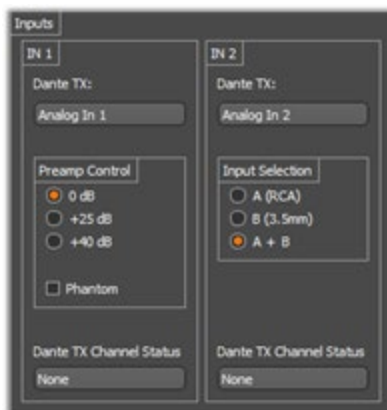 Inputs
IN 1
Dante TX:
Analog In 1
Preamp Control
0 dB
+25 dB
+40 dB
Phantom
Dante TX Channel Status
None
IN 2
Dante TX:
Analog In 2
Input Selection
A (RCA)
B (3.5mm)
A + B
Dante TX Channel Status
None